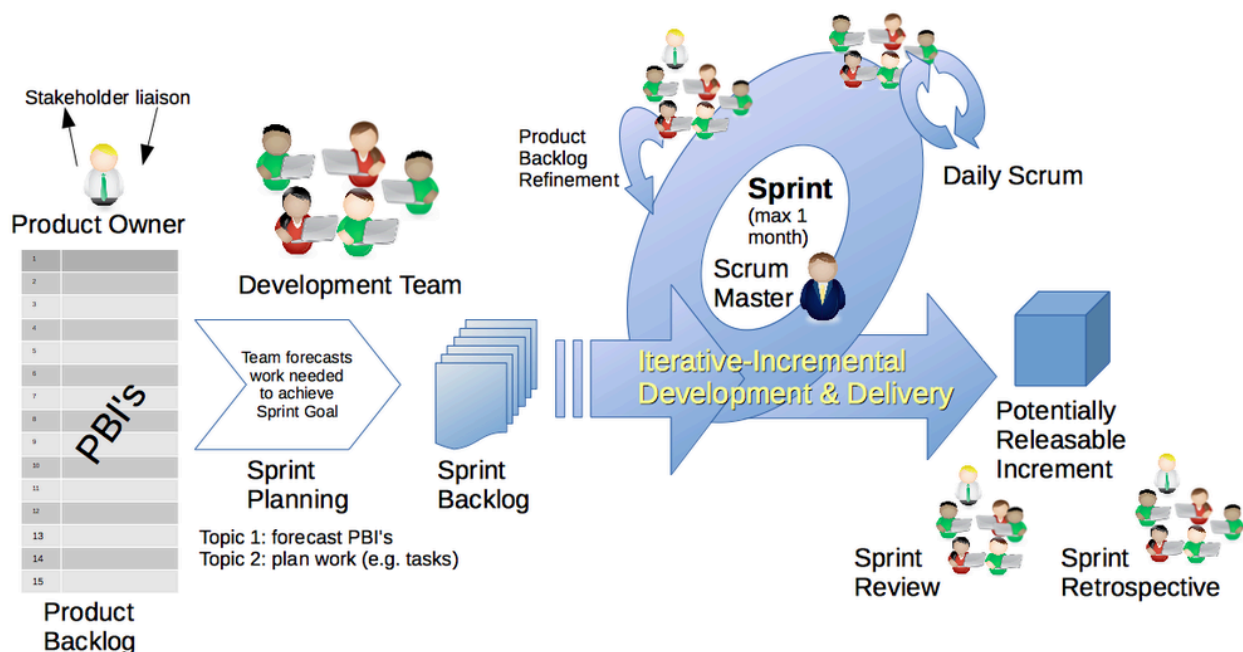 Stakeholder liaison
Product Owner
1
2
3
4
5
6
7
8
9
10
11
12
13
14
15
PBI's
Product
Backlog
Development Team
Team forecasts
work needed
to achieve
Sprint Goal
Sprint
Planning
Topic 1: forecast PBI's
Topic 2: plan work (e.g. tasks)
Sprint
Backlog
Product
Backlog
Refinement
Sprint
(max 1
month)
Scrum
Master
Daily Scrum
Iterative-Incremental
Development & Delivery
Potentially
Releasable
Increment
Sprint
Review
Sprint
Retrospective